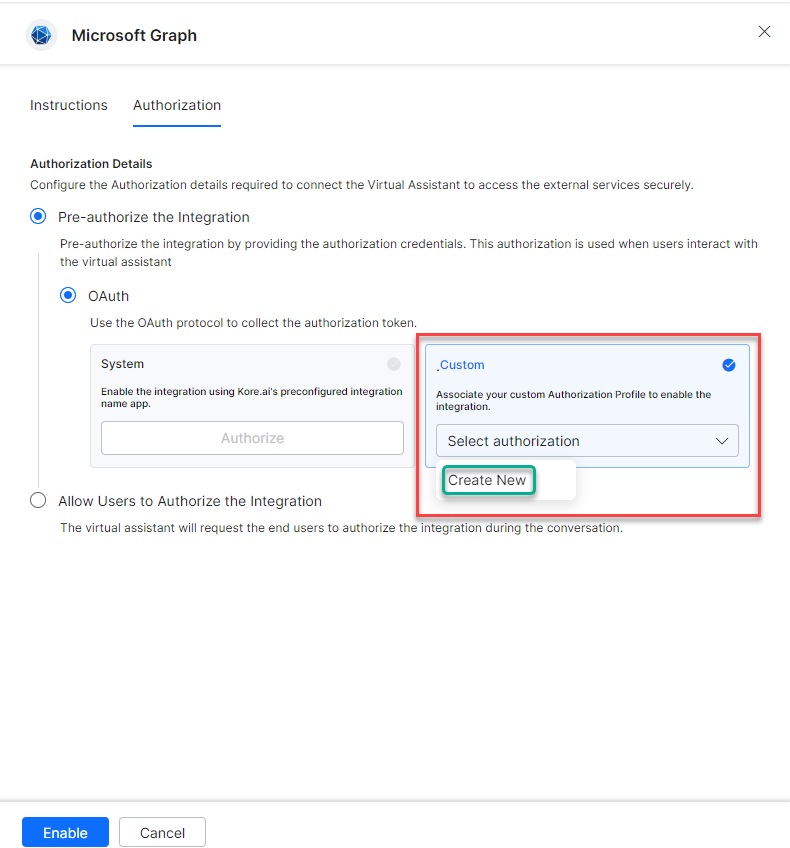 Microsoft Graph
Instructions
Authorization
Authorization Details
Configure the Authorization details required to connect the Virtual Assistant to access the external services securely.
Pre-authorize the Integration
Pre-authorize the integration by providing the authorization credentials. This authorization is used when users interact with
the virtual assistant
OAuth
Use the OAuth protocol to collect the authorization token.
System
Enable the integration using Kore.ai's preconfigured integration
name app.
Authorize
Custom
Associate your custom Authorization Profile to enable the
integration.
Select authorization
Create New
Allow Users to Authorize the Integration
The virtual assistant will request the end users to authorize the integration during the conversation.
Enable
Cancel